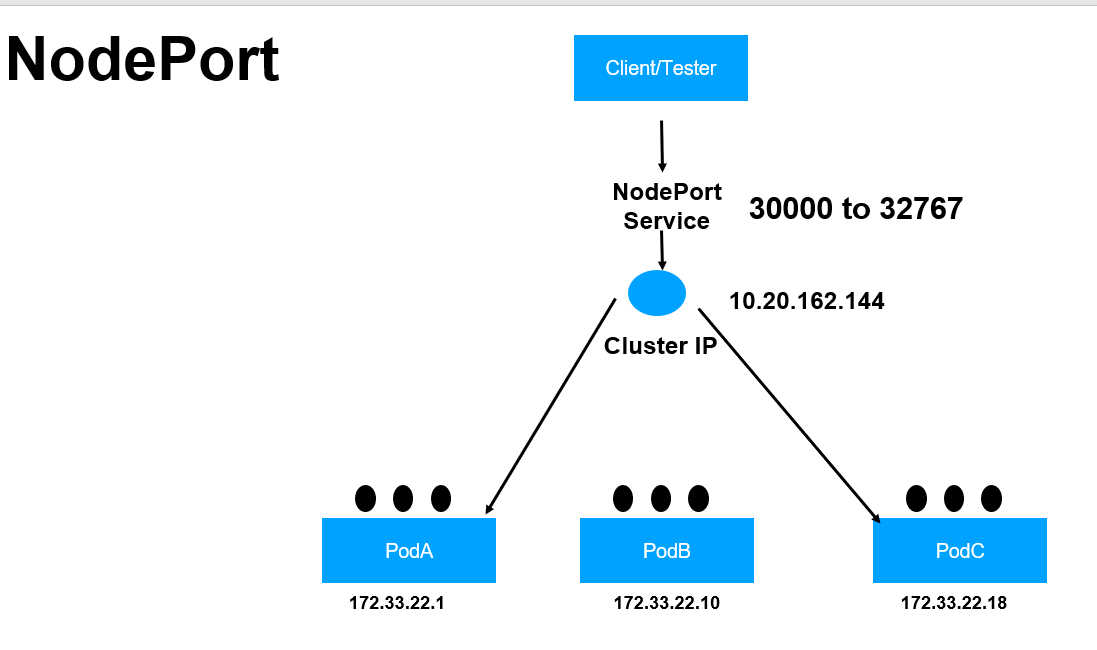 NodePort
Client/Tester
NodePort
Service
30000 to 32767
10.20.162.144
Cluster IP
PodA
PodB
PodC
172.33.22.1
172.33.22.10
172.33.22.18